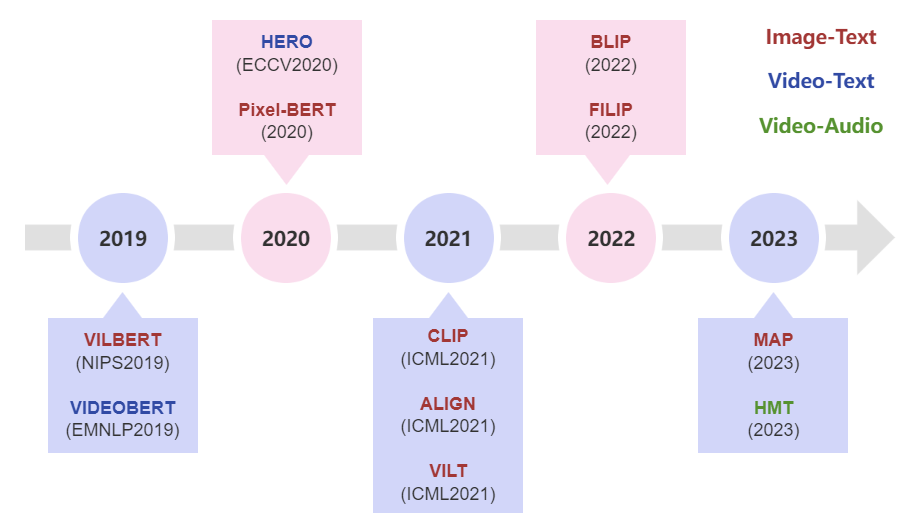 HERO
(ECCV2020)
Pixel-BERT
(2020)
BLIP
(2022)
FILIP
(2022)
Image-Text
Video-Text
Video-Audio
2019
2020
2021
2022
2023
VILBERT
(NIPS2019)
VIDEOBERT
(EMNLP2019)
CLIP
(ICML2021)
ALIGN
(ICML2021)
VILT
(ICML2021)
MAP
(2023)
HMT
(2023)